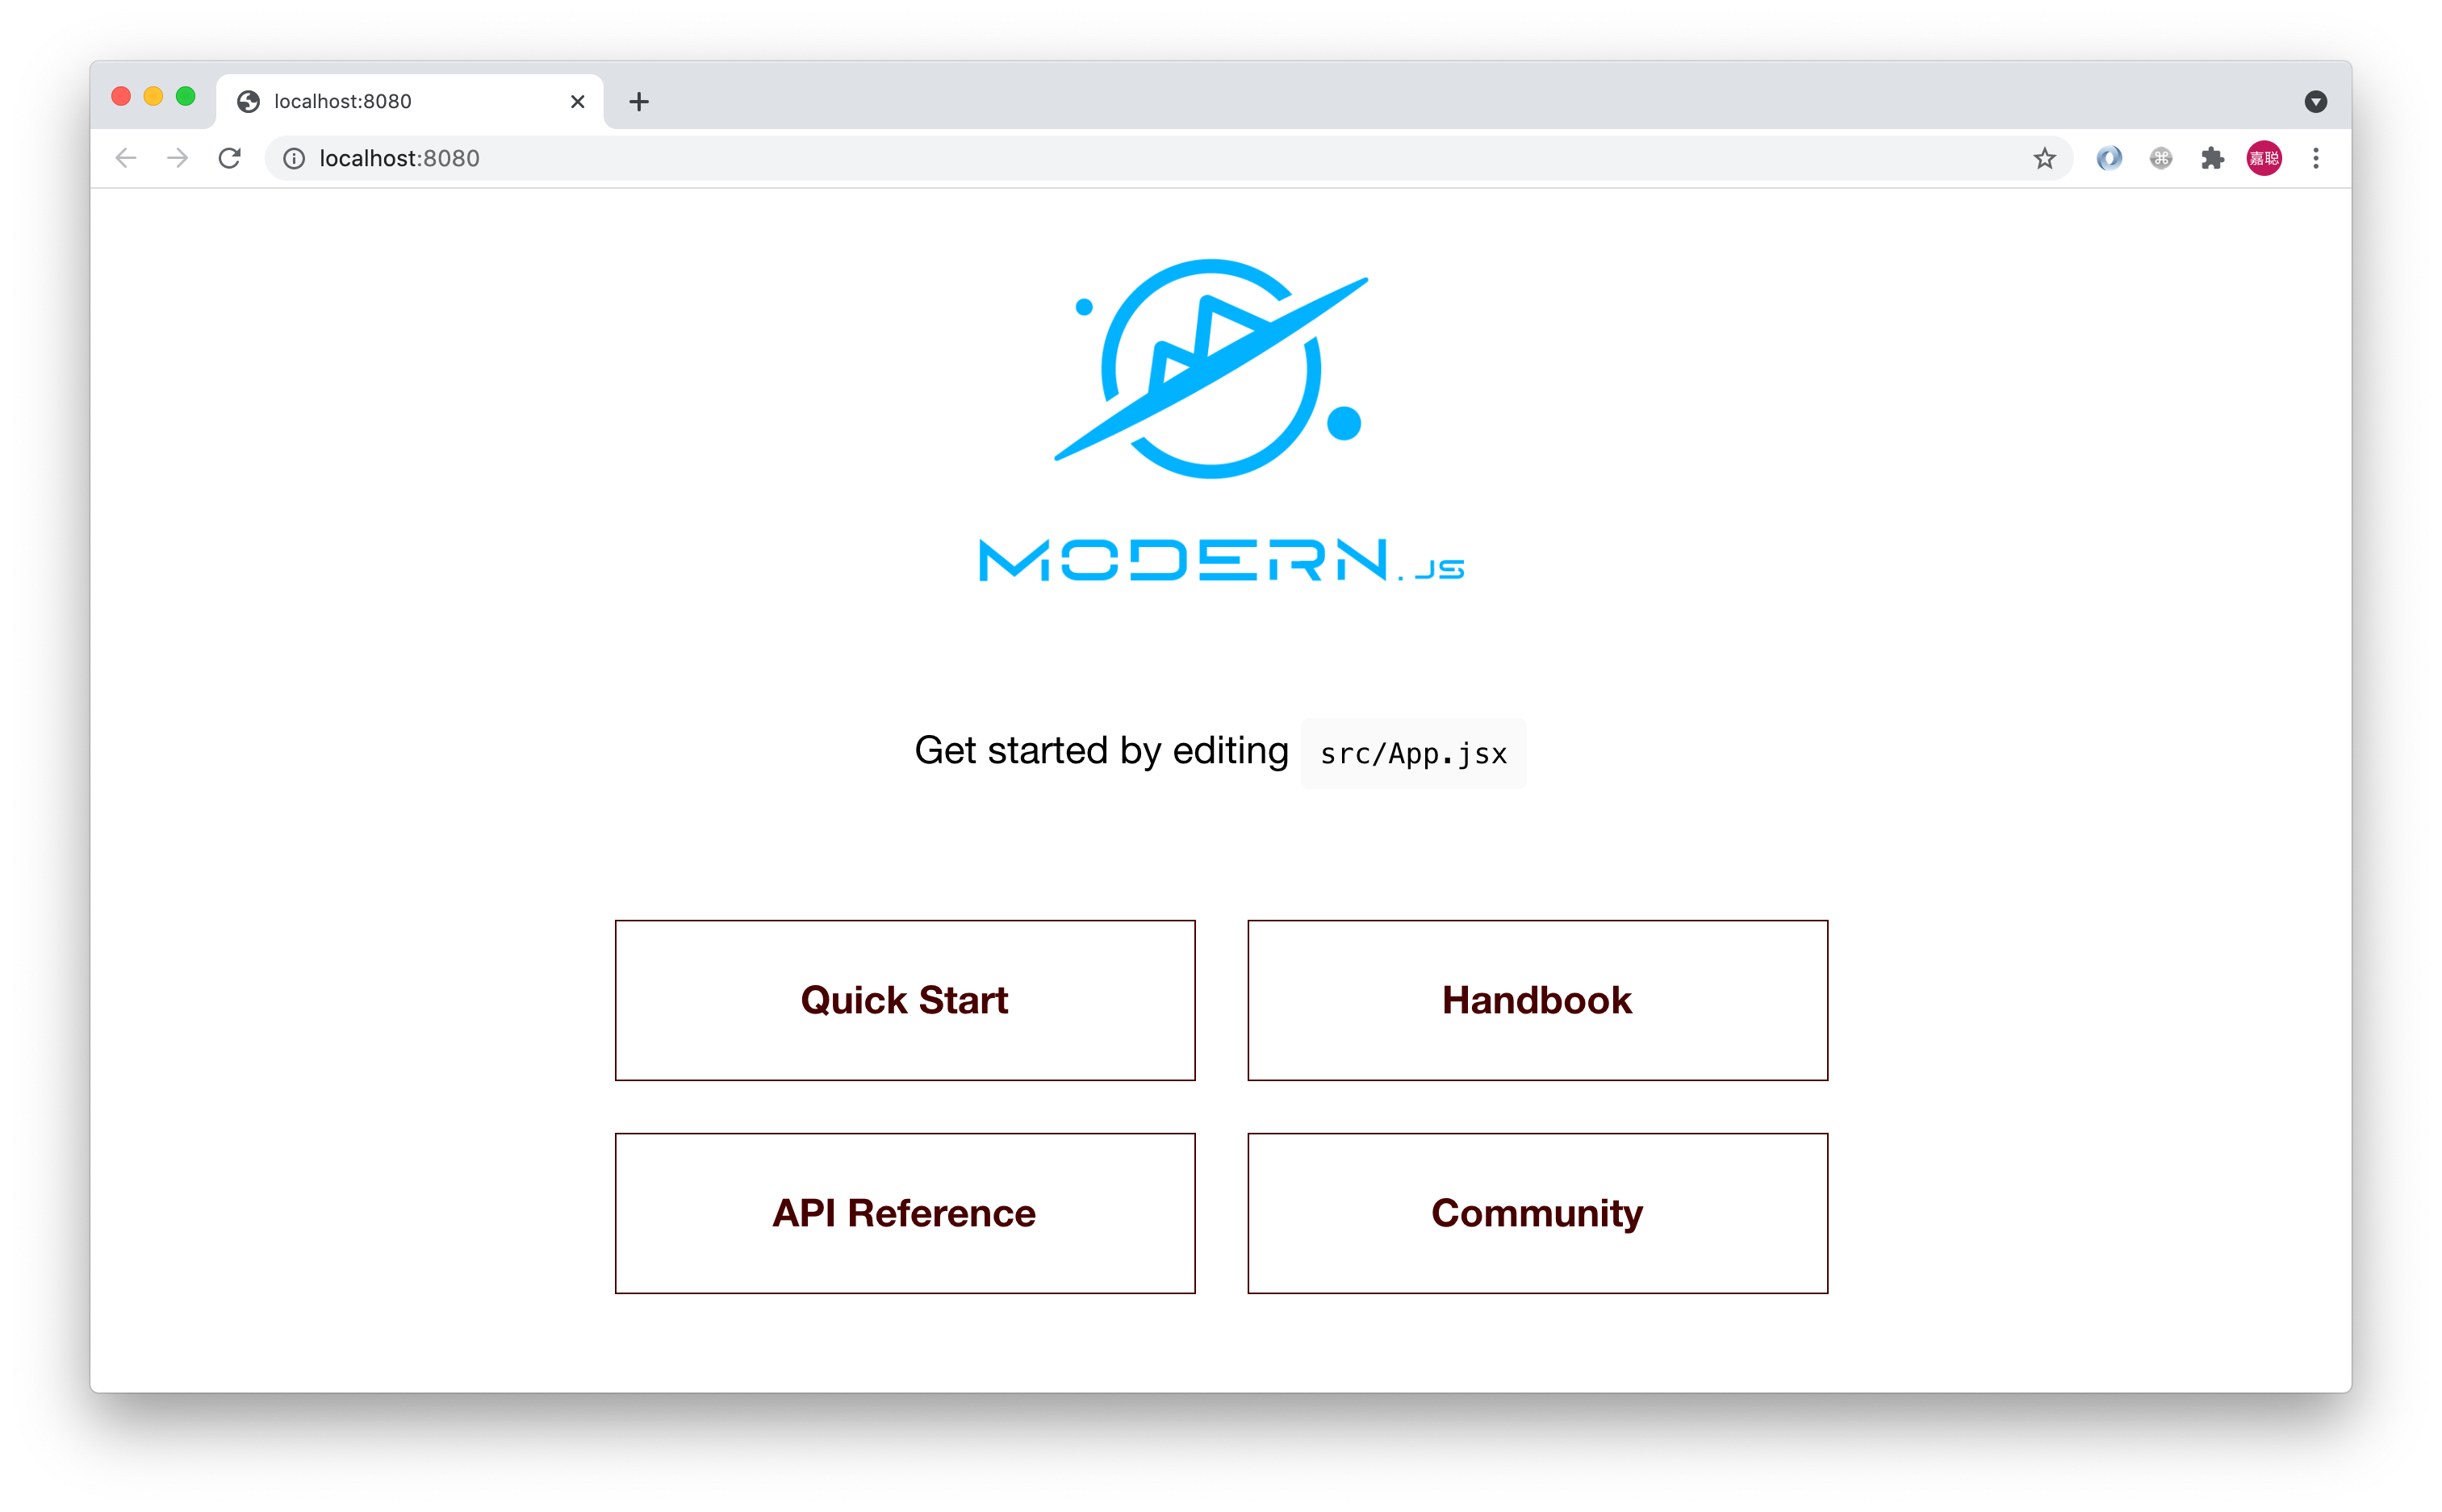 localhost:8080
localhost:8080
嘉聪
MODERN.JS
Get started by editing src/App.jsx
Quick Start
Handbook
API Reference
Community